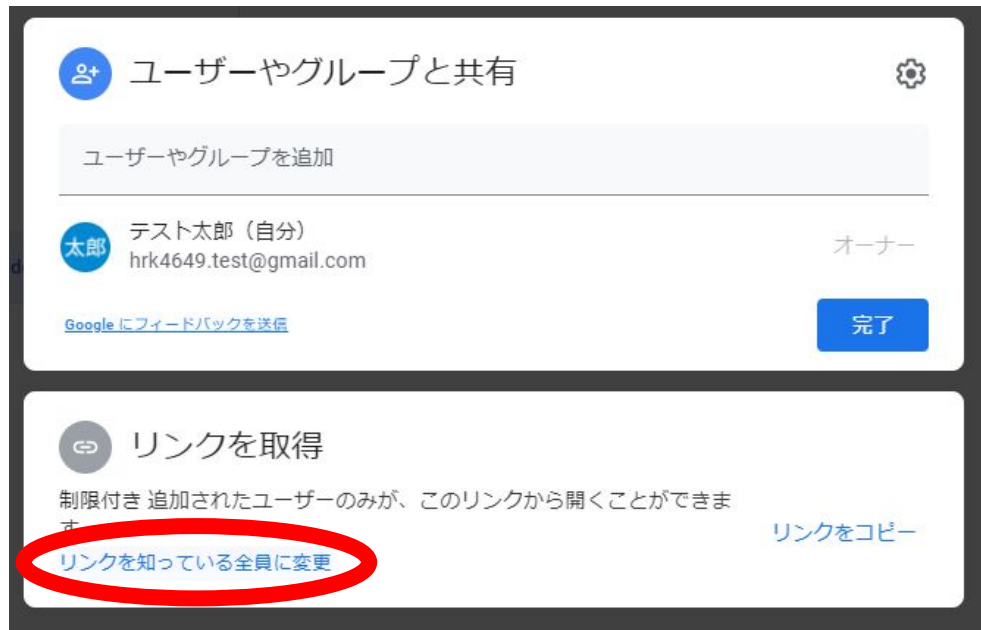 ユーザーやグループと共有
ユーザーやグループを追加
太郎
テスト太郎（自分）
hrk4649.test@gmail.com
オーナー
Google にフィードバックを送信
完了
リンクを取得
制限付き 追加されたユーザーのみが、このリンクから開くことができま
す
リンクをコピー
リンクを知っている全員に変更